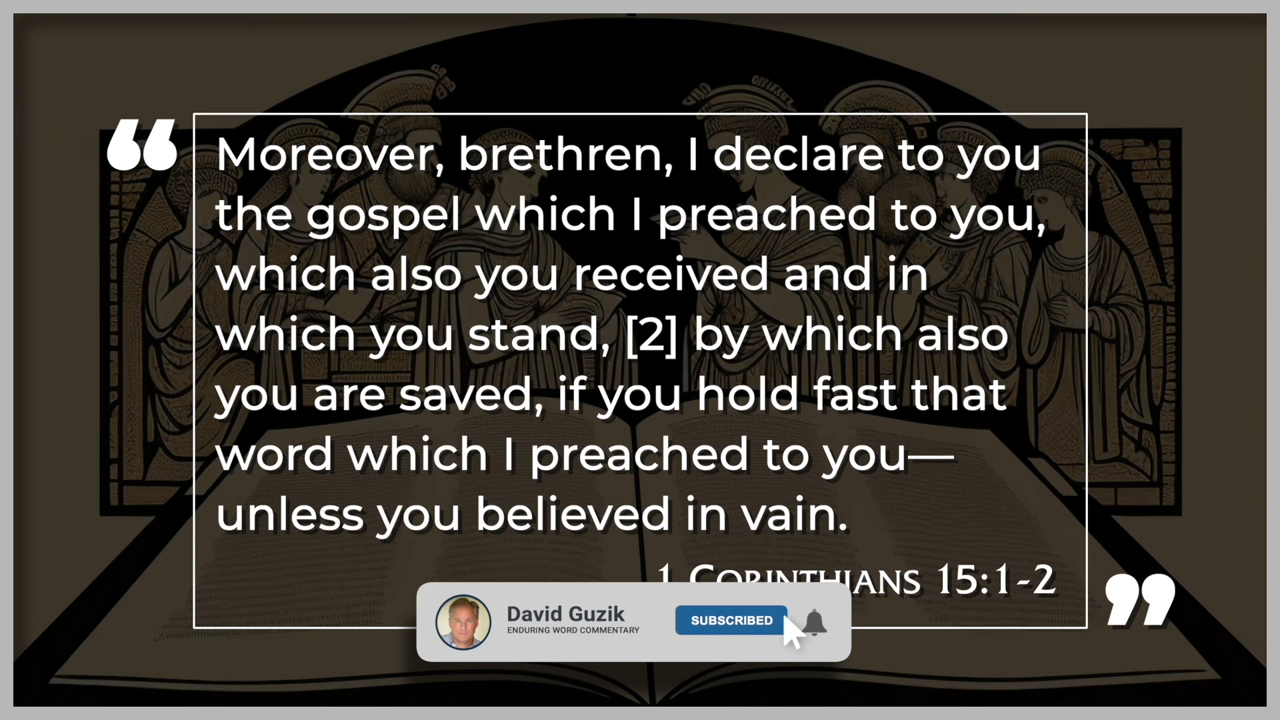 Moreover, brethren, I declare to you
the gospel which I preached to you,
which also you received and in
which you stand, [2] by which also
you are saved, if you hold fast that
word which I preached to you—
unless you believed in vain.
1 Corinthians 15:1-2
David Guzik
ENDURING WORD COMMENTARY
SUBSCRIBED